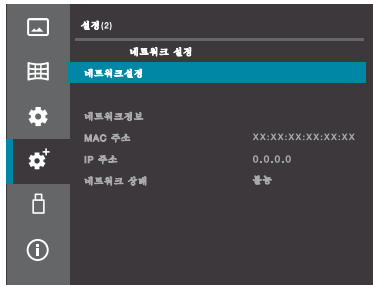 설정(2)
네트워크 설정
네트워크설정
네트워크정보
MAC 주소 XX:XX:XX:XX:XX:XX
IP 주소 0.0.0.0
네트워크 상태 불능